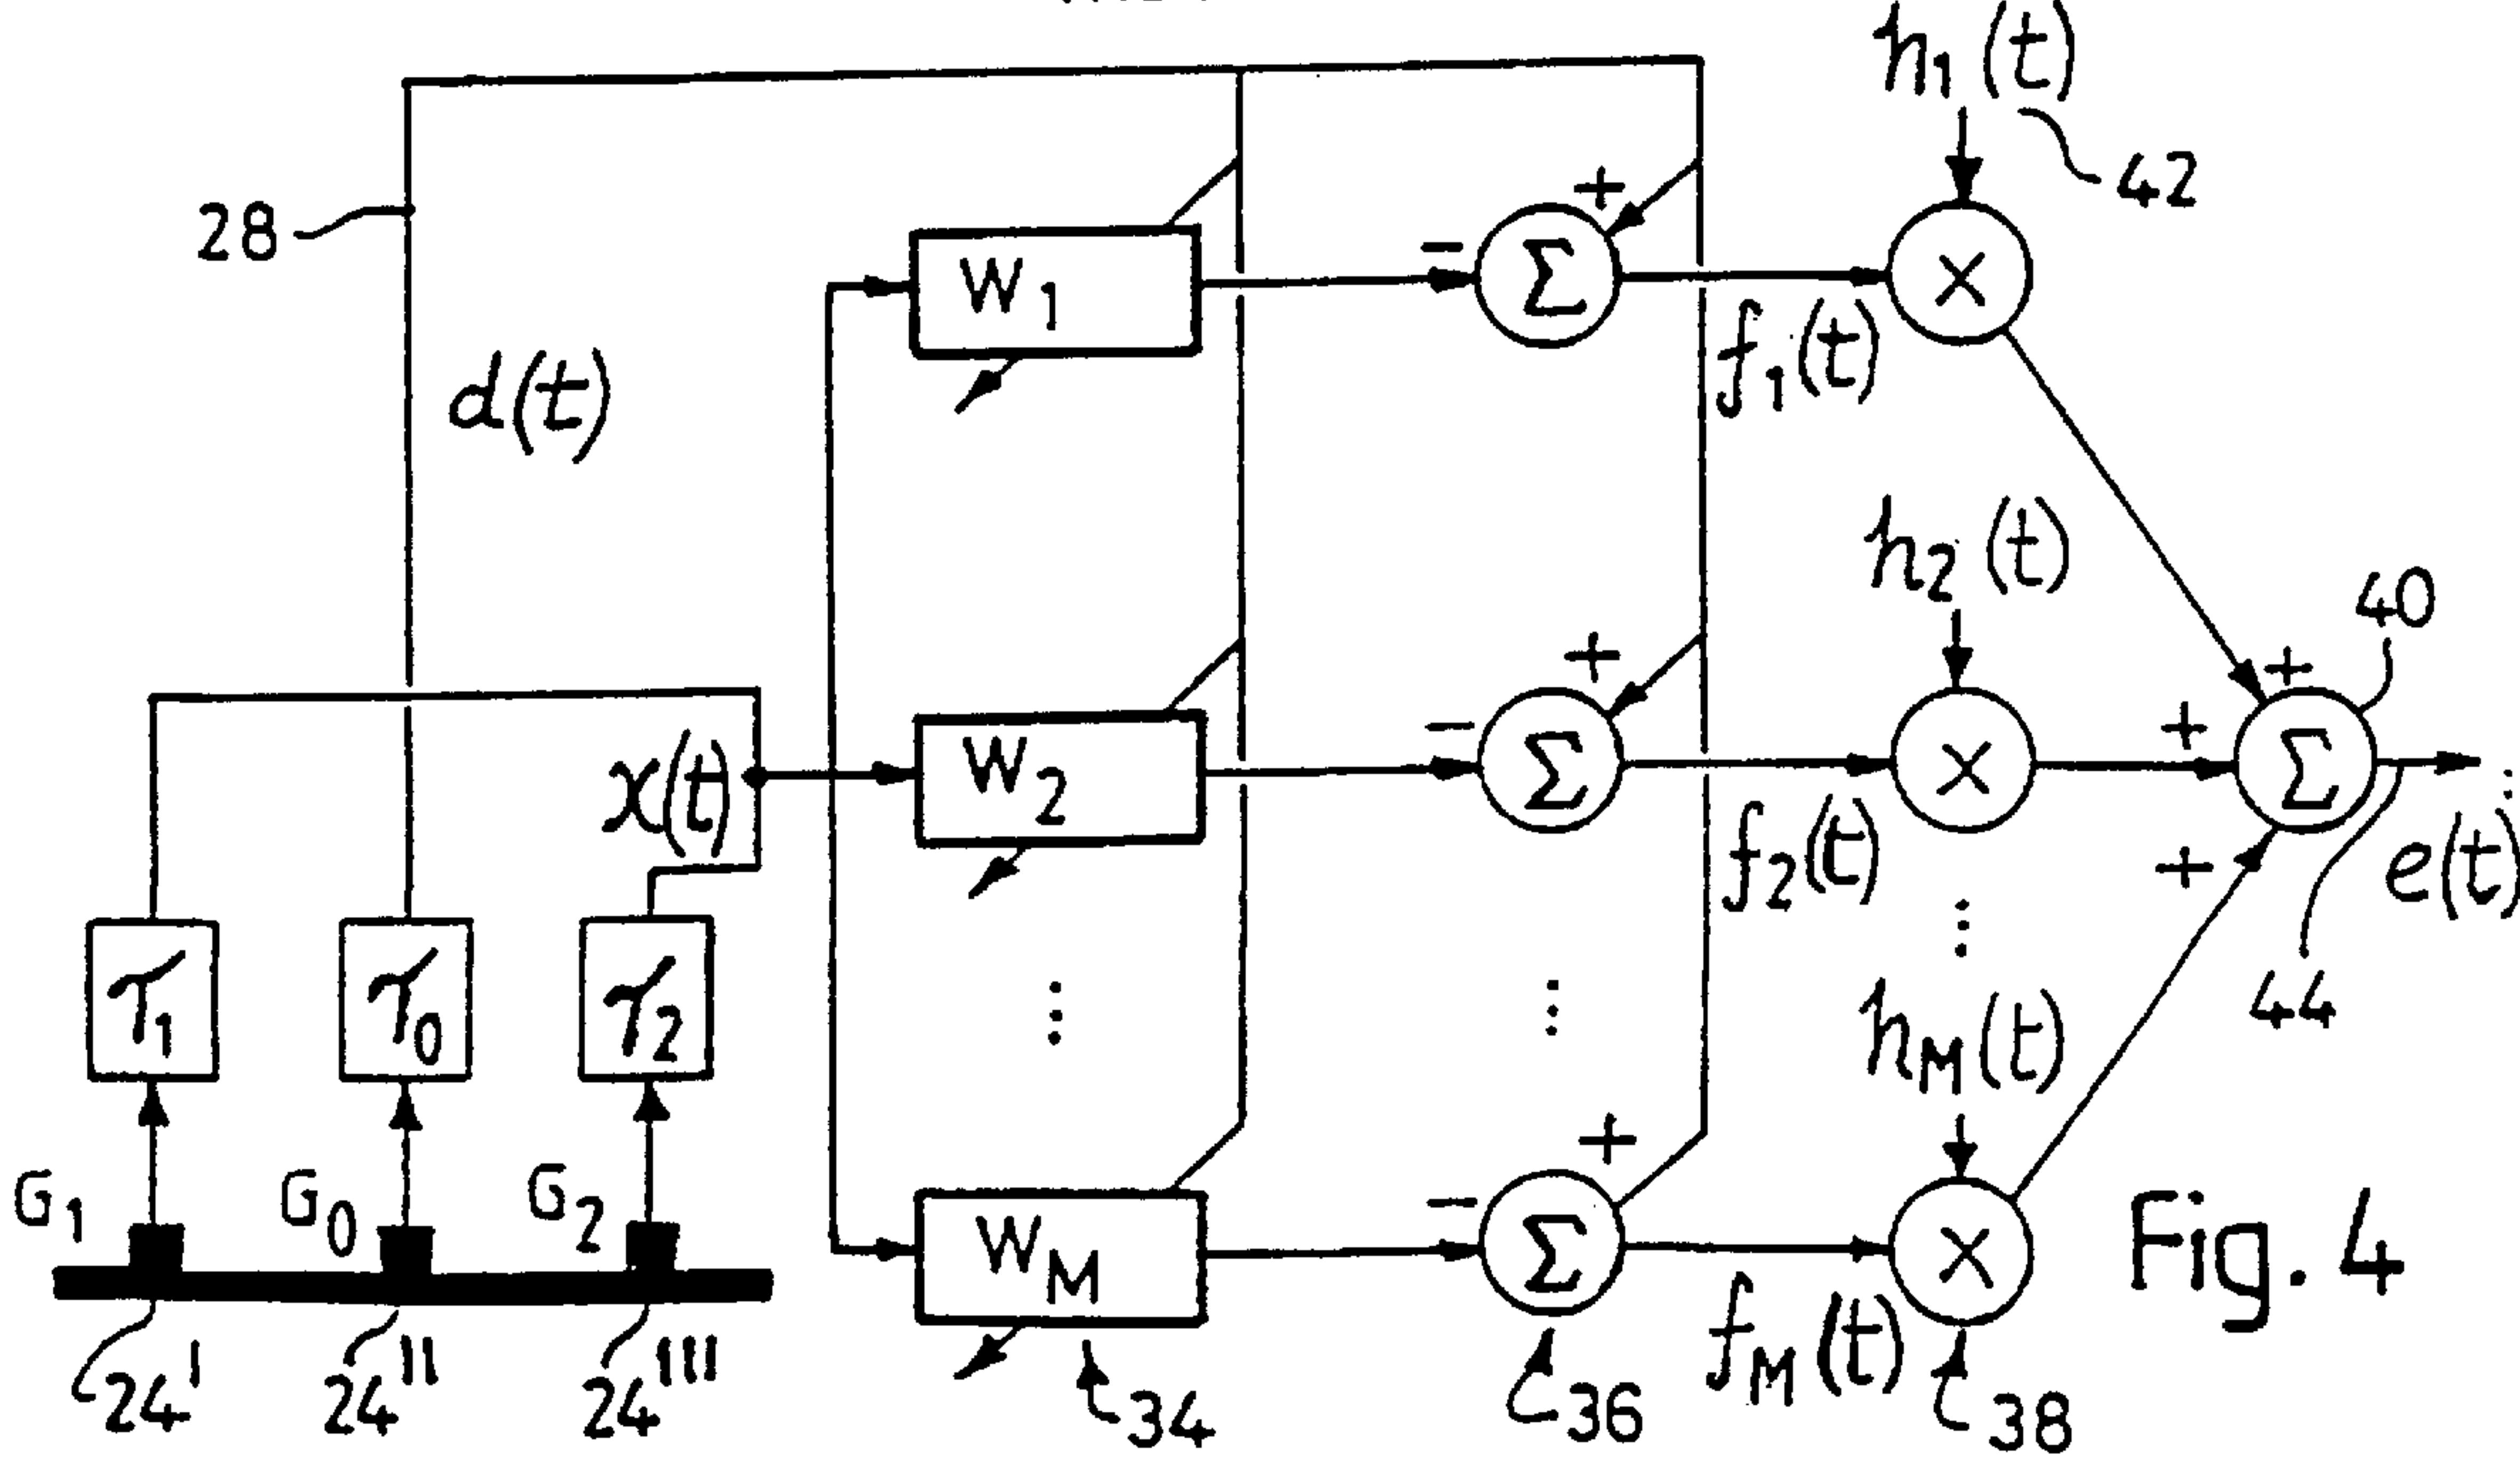 h1(t)
42
28
+
-
Σ
×
W1
d(t)
f1(t)
h2(t)
40
+
+
+
-
Σ
×
Σ
x(t)
W2
+
f2(t)
e(t)
⋮
⋮
⋮
τ1
τ0
τ2
44
hM(t)
+
-
G1
G0
G2
WM
Σ
×
Fig. 4
fM(t)
24'
24''
24'''
34
36
38